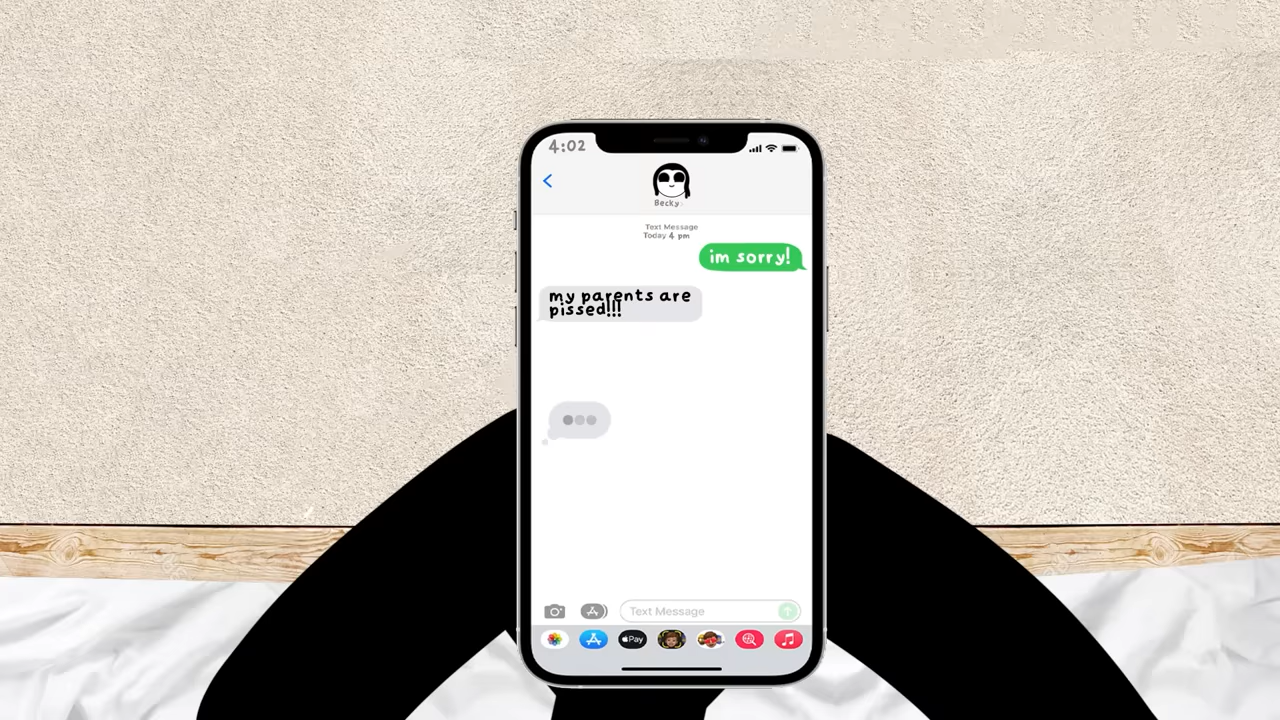 4:02
Becky
Text Message
Today 4 pm
im sorry!
my parents are
pissed!!!
Text Message
Pay